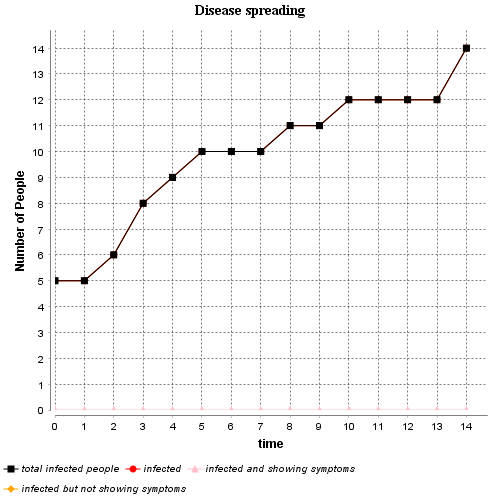 Disease spreading
Number of People
14
13
12
11
10
9
8
7
6
5
4
3
2
1
0
0 1 2 3 4 5 6 7 8 9 10 11 12 13 14
time
total infected people infected infected and showing symptoms
infected but not showing symptoms